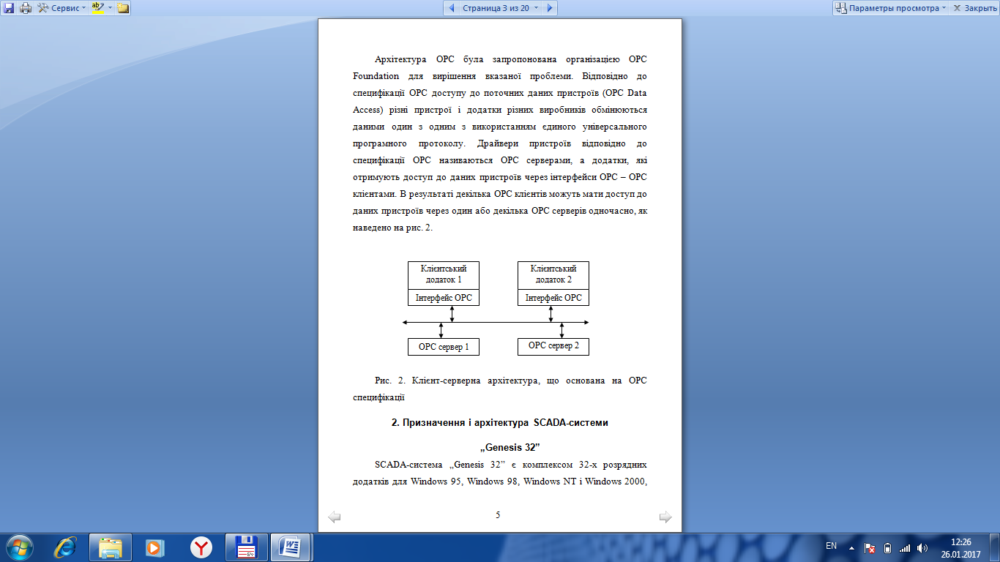 Сервис
Страница 3 из 20
Параметры просмотра
Закрыть
Архітектура OPC була запропонована організацією OPC
Foundation для вирішення вказаної проблеми. Відповідно до
специфікації OPC доступу до поточних даних пристроїв (OPC Data
Access) різні пристрої і додатки різних виробників обмінюються
даними один з одним з використанням єдиного універсального
програмного протоколу. Драйвери пристроїв відповідно до
специфікації OPC називаються OPC серверами, а додатки, які
отримують доступ до даних пристроїв через інтерфейси OPC – OPC
клієнтами. В результаті декілька OPC клієнтів можуть мати доступ до
даних пристроїв через один або декілька OPC серверів одночасно, як
наведено на рис. 2.
Клієнтський
додаток 1
Інтерфейс OPC
Клієнтський
додаток 2
Інтерфейс OPC
OPC сервер 1
OPC сервер 2
Рис. 2. Клієнт-серверна архітектура, що основана на OPC
специфікації
2. Призначення і архітектура SCADA-системи
„Genesis 32”
SCADA-система „Genesis 32” є комплексом 32-х розрядних
додатків для Windows 95, Windows 98, Windows NT і Windows 2000,
5
EN
12:26
26.01.2017